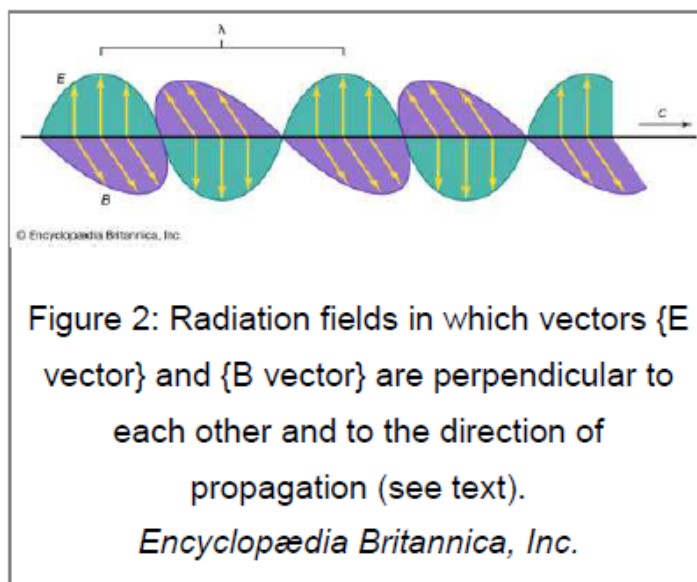 λ
E
c
B
© Encyclopædia Britannica, Inc.
Figure 2: Radiation fields in which vectors {E
vector} and {B vector} are perpendicular to
each other and to the direction of
propagation (see text).
Encyclopædia Britannica, Inc.